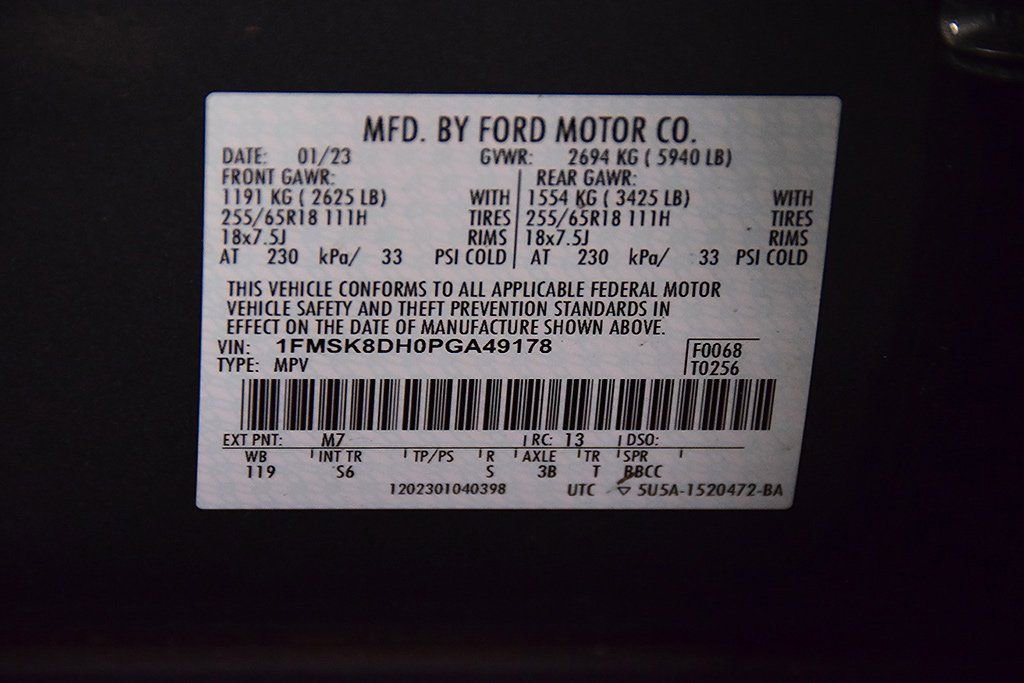 MFD. BY FORD MOTOR CO.
DATE: 01/23 GVWR: 2694 KG ( 5940 LB)
FRONT GAWR: REAR GAWR:
1191 KG ( 2625 LB) WITH 1554 KG ( 3425 LB) WITH
255/65R18 111H TIRES 255/65R18 111H TIRES
18x7.5J RIMS 18x7.5J RIMS
AT 230 kPa/ 33 PSI COLD AT 230 kPa/ 33 PSI COLD
THIS VEHICLE CONFORMS TO ALL APPLICABLE FEDERAL MOTOR
VEHICLE SAFETY AND THEFT PREVENTION STANDARDS IN
EFFECT ON THE DATE OF MANUFACTURE SHOWN ABOVE.
VIN: 1FMSK8DH0PGA49178 F0068
TYPE: MPV T0256
EXT PNT: M7 RC: 13 DSO:
WB INT TR TP/PS R AXLE TR SPR
119 S6 S 3B T BBCC
1202301040398 UTC 5U5A-1520472-BA